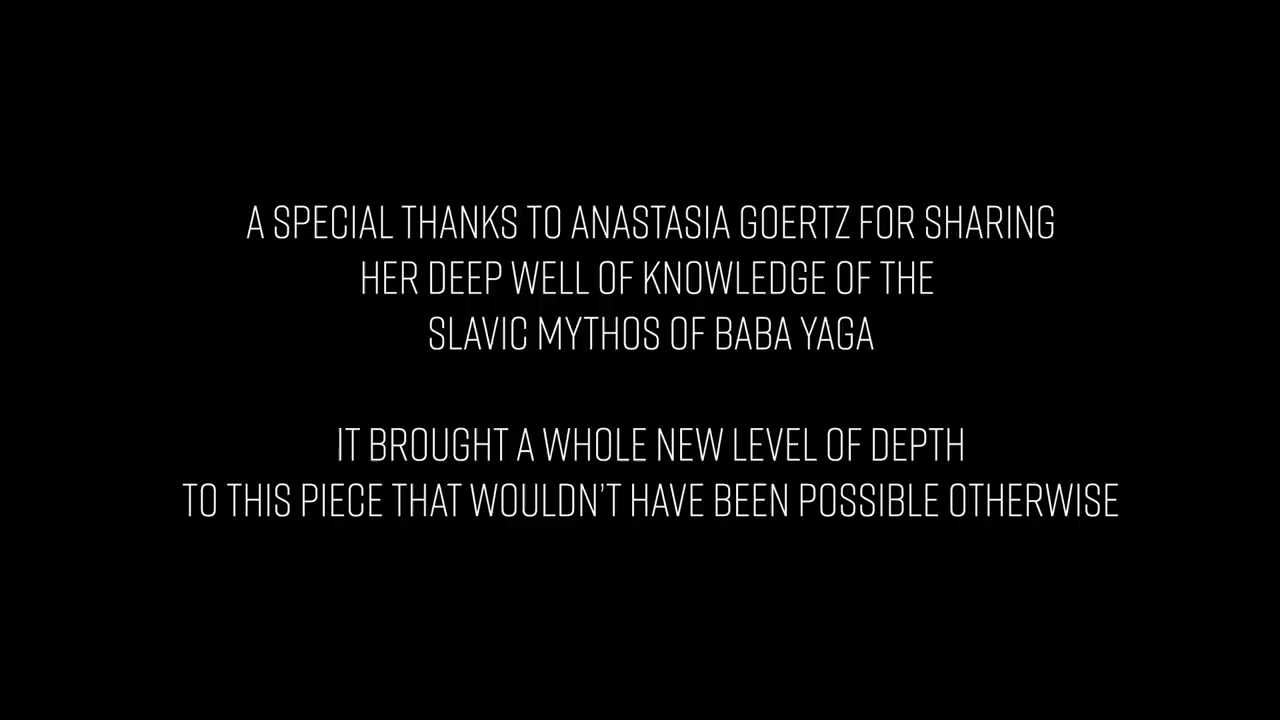 A SPECIAL THANKS TO ANASTASIA GOERTZ FOR SHARING
HER DEEP WELL OF KNOWLEDGE OF THE
SLAVIC MYTHOS OF BABA YAGA
IT BROUGHT A WHOLE NEW LEVEL OF DEPTH
TO THIS PIECE THAT WOULDN'T HAVE BEEN POSSIBLE OTHERWISE